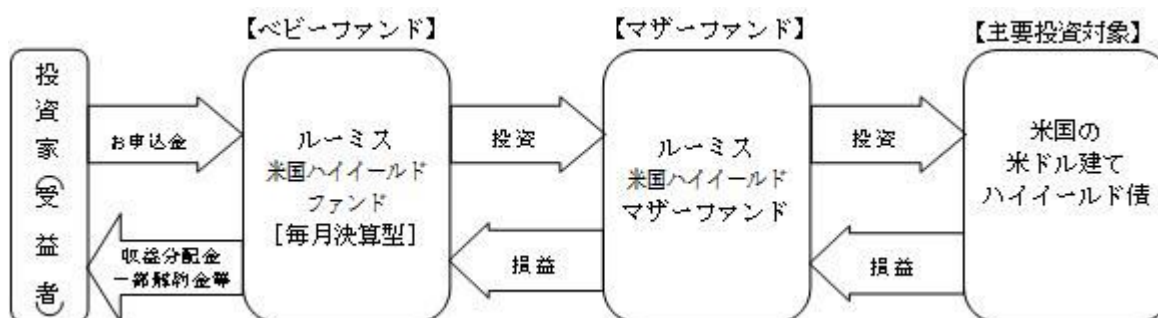 【ベビーファンド】
【マザーファンド】
【主要投資対象】
投資家(受益者)
お申込金
収益分配金
一部解約金等
ルーミス
米国ハイイールド
ファンド
[毎月決算型]
投資
損益
ルーミス
米国ハイイールド
マザーファンド
投資
損益
米国の
米ドル建て
ハイイールド債